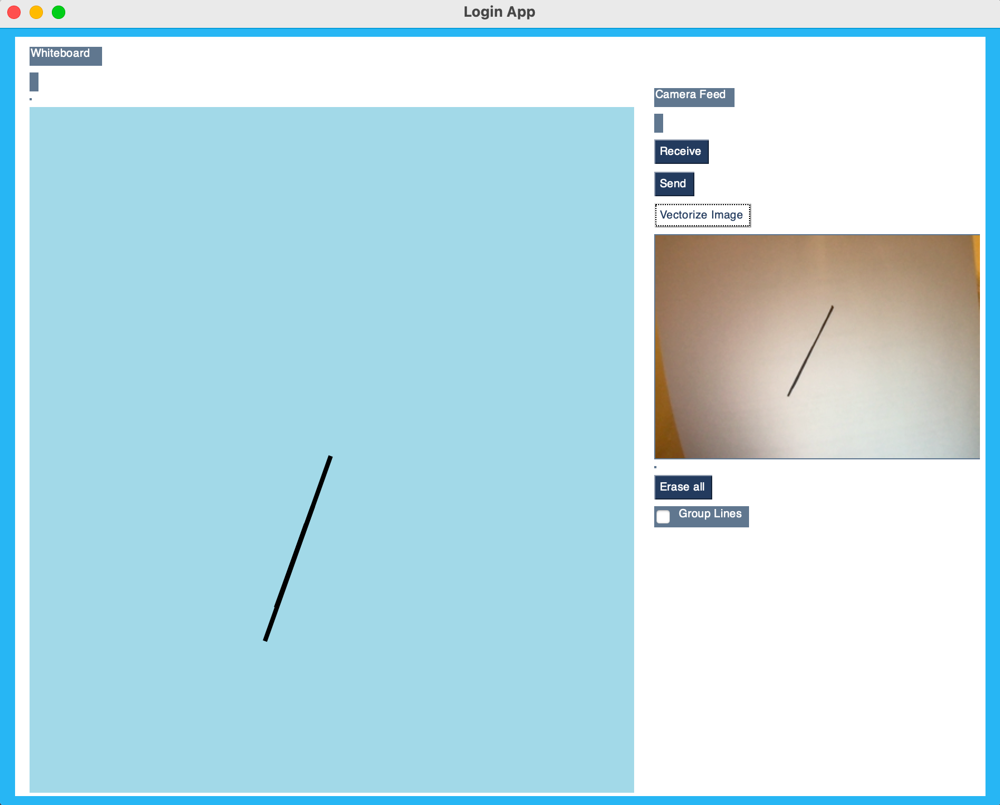 Login App
Whiteboard
Camera Feed
Receive
Send
Vectorize Image
Erase all
Group Lines